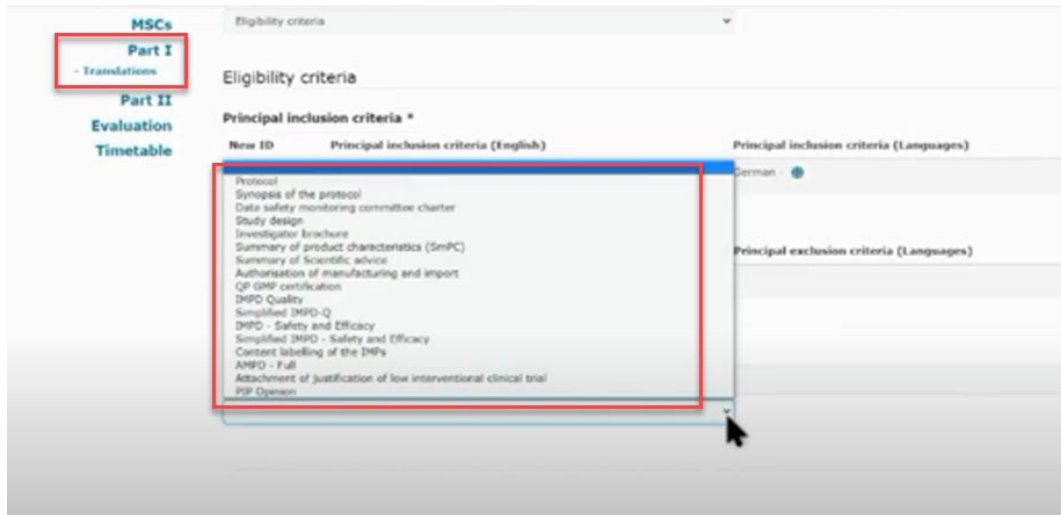 MSCs
Part I
- Translations
Part II
Evaluation
Timetable
Eligibility criteria
Eligibility criteria
Principal inclusion criteria *
New ID Principal inclusion criteria (English) Principal inclusion criteria (Languages)
German -
Protocol
Synopsis of the protocol
Data safety monitoring committee charter
Study design
Investigator brochure
Summary of product characteristics (SmPC)
Summary of Scientific advice
Authorisation of manufacturing and import
QP GMP certification
IMPD Quality
Simplified IMPD-Q
IMPD - Safety and Efficacy
Simplified IMPD - Safety and Efficacy
Content labelling of the IMPs
AMPD - Full
Attachment of justification of low interventional clinical trial
PIP Opinion
Principal exclusion criteria (Languages)